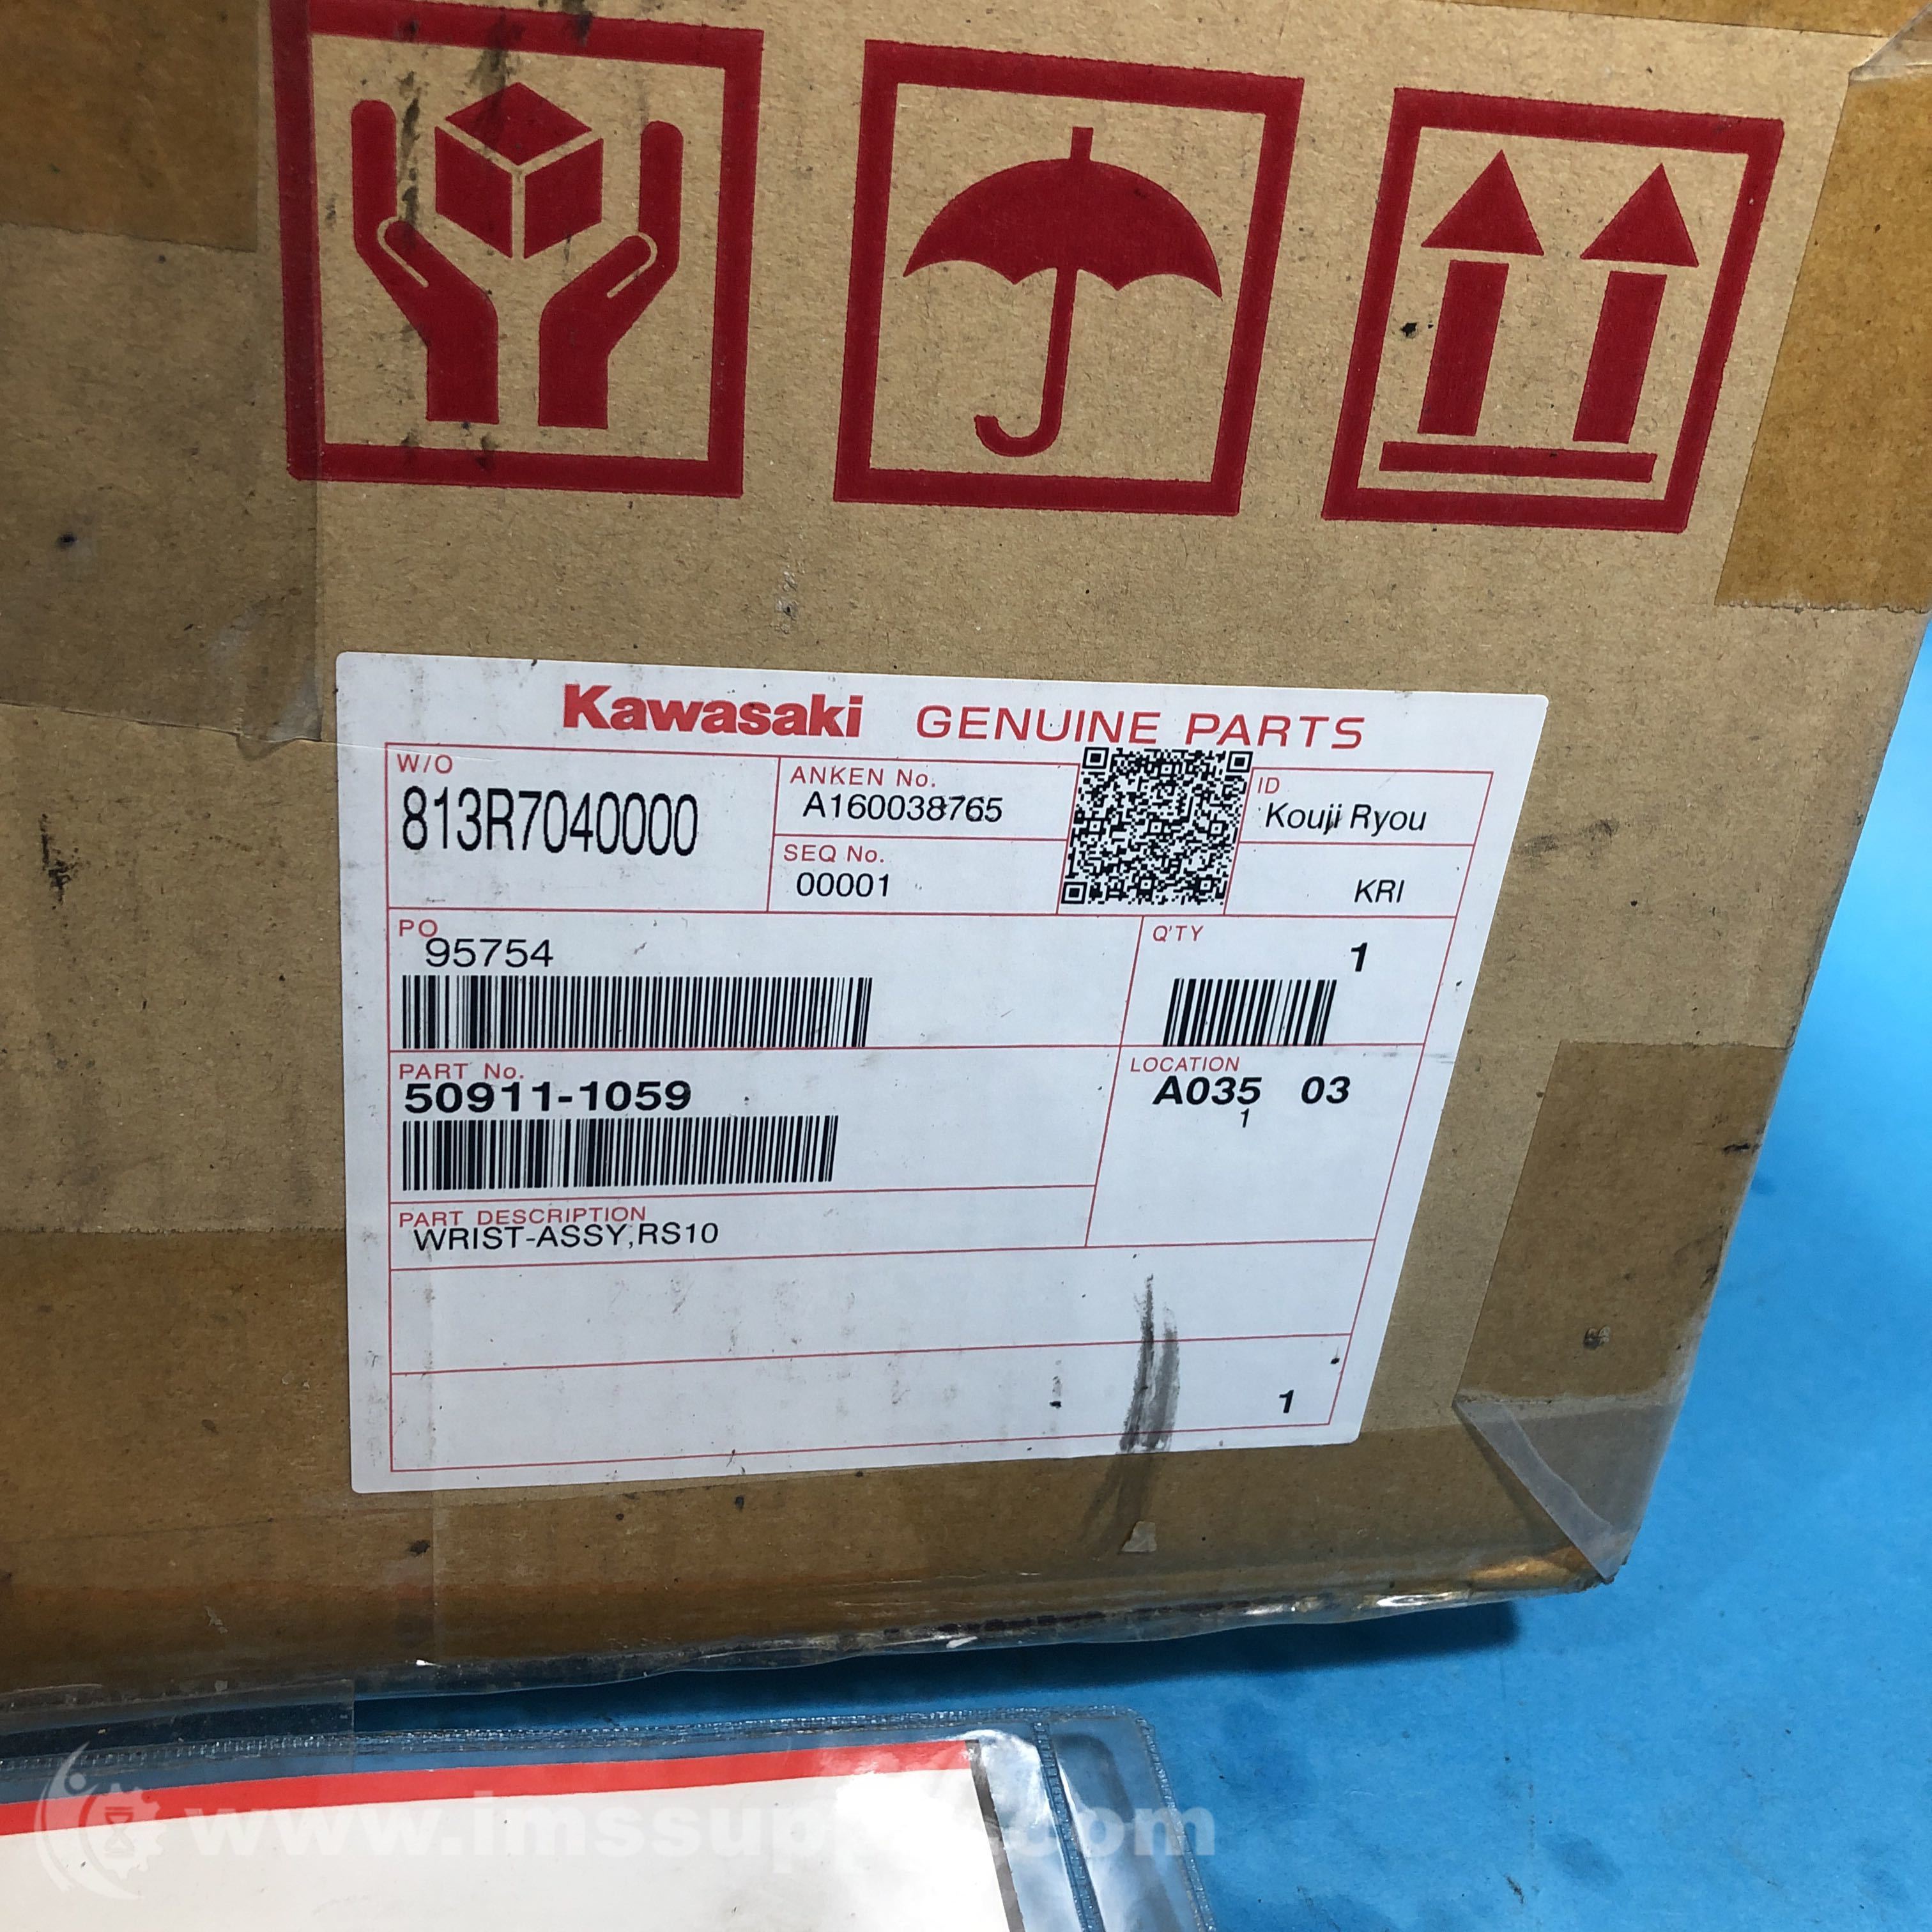 Kawasaki GENUINE PARTS
W/O
813R7040000
ANKEN No.
A160038765
SEQ No.
00001
ID
Kouji Ryou
KRI
PO
95754
Q'TY
1
PART No.
50911-1059
LOCATION
A035 03
1
PART DESCRIPTION
WRIST-ASSY,RS10
-
1
www.imssupply.com